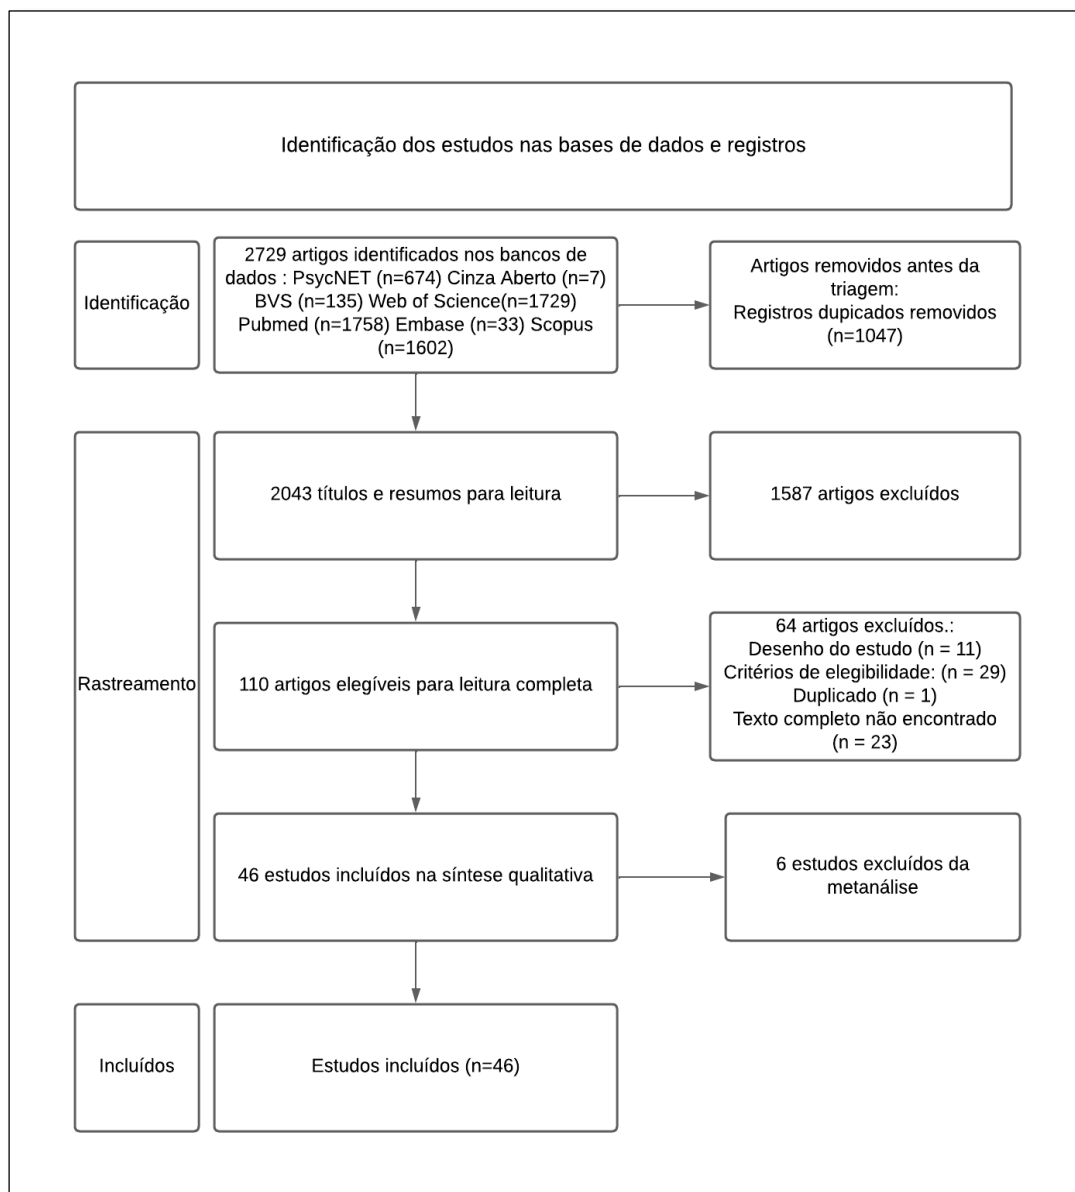 Identificação dos estudos nas bases de dados e registros
Identificação
2729 artigos identificados nos bancos de
dados : PsycNET (n=674) Cinza Aberto (n=7)
BVS (n=135) Web of Science(n=1729)
Pubmed (n=1758) Embase (n=33) Scopus
(n=1602)
Artigos removidos antes da
triagem:
Registros dupicados removidos
(n=1047)
Rastreamento
2043 títulos e resumos para leitura
1587 artigos excluídos
110 artigos elegíveis para leitura completa
64 artigos excluídos.:
Desenho do estudo (n = 11)
Critérios de elegibilidade: (n = 29)
Duplicado (n = 1)
Texto completo não encontrado
(n = 23)
46 estudos incluídos na síntese qualitativa
6 estudos excluídos da
metanálise
Incluídos
Estudos incluídos (n=46)